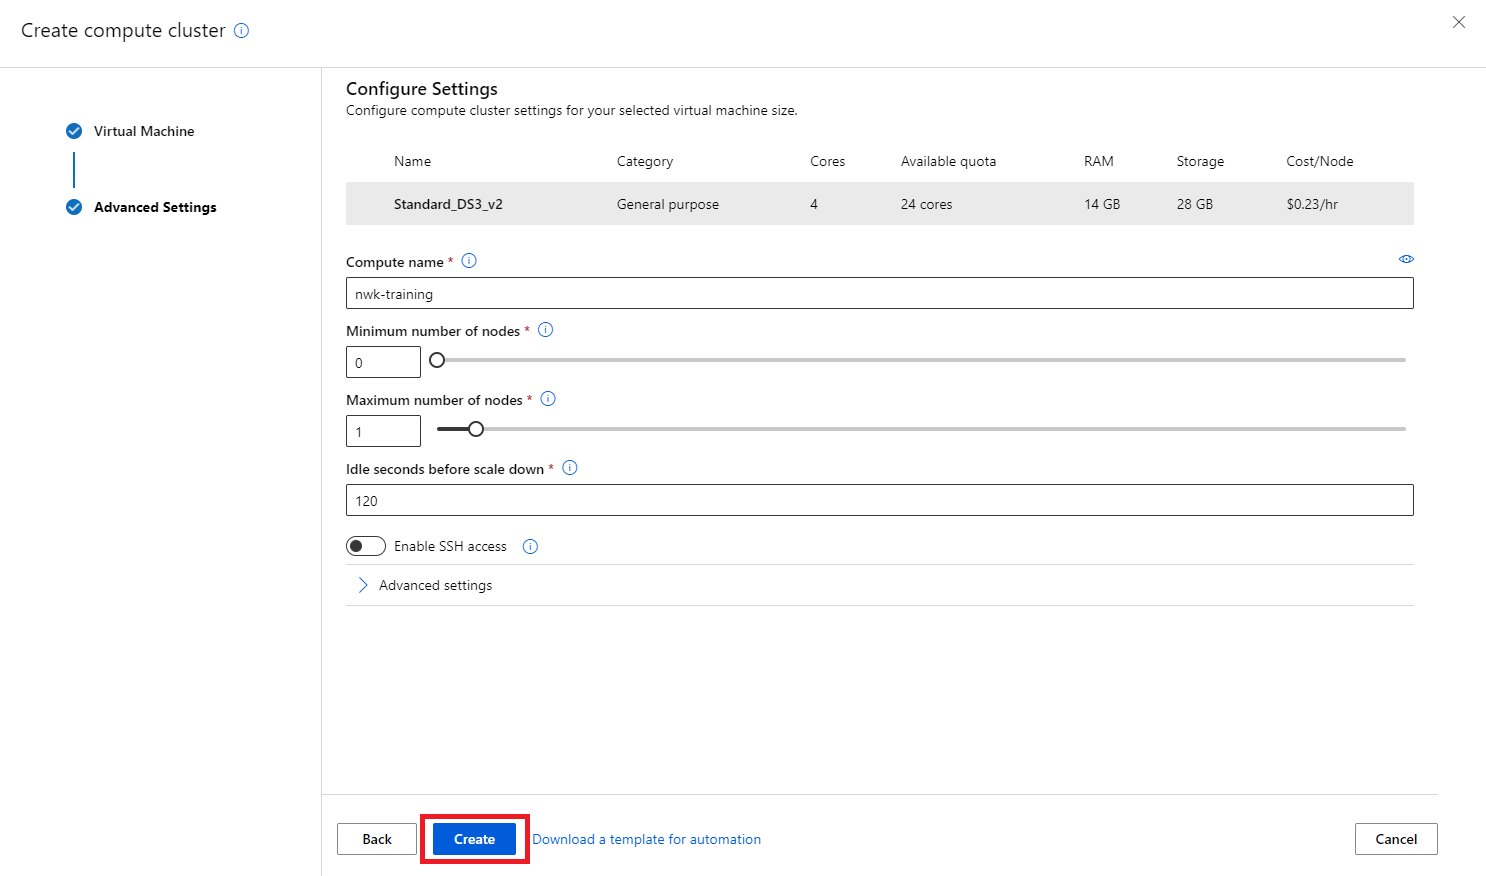 Create compute cluster
Virtual Machine
Advanced Settings
Configure Settings
Configure compute cluster settings for your selected virtual machine size.
Name Category Cores Available quota RAM Storage Cost/Node
Standard_DS3_v2 General purpose 4 24 cores 14 GB 28 GB $0.23/hr
Compute name *
nwk-training
Minimum number of nodes *
0
Maximum number of nodes *
1
Idle seconds before scale down *
120
Enable SSH access
Advanced settings
Back Create Download a template for automation Cancel